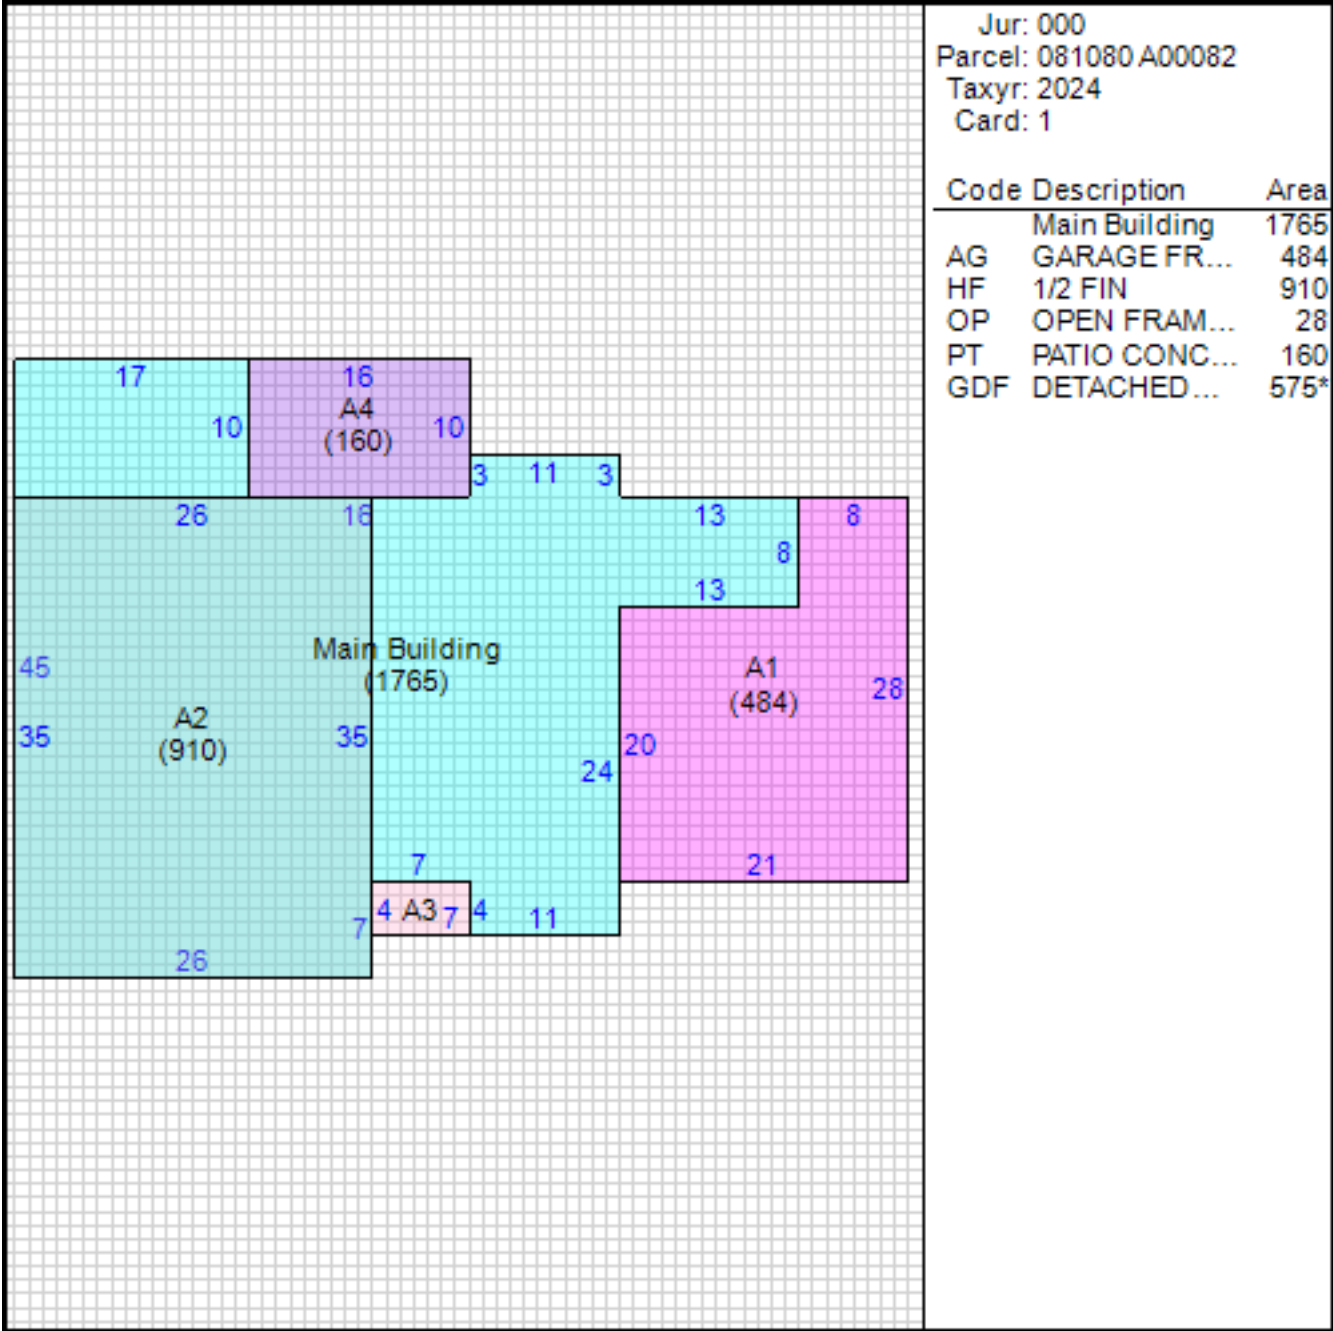 Jur: 000
Parcel: 081080 A00082
Taxyr: 2024
Card: 1
Code Description Area
Main Building 1765
AG GARAGE FR... 484
HF 1/2 FIN 910
OP OPEN FRAM... 28
PT PATIO CONC... 160
GDF DETACHED... 575*
17 16
A4
10 (160) 10
3 11 3
26 16 13 8
8
13
Main Building
(1765)
45
A1
(484)
28
A2
(910)
35 35
20
24
7 21
4 A3 7 4 11
7
26